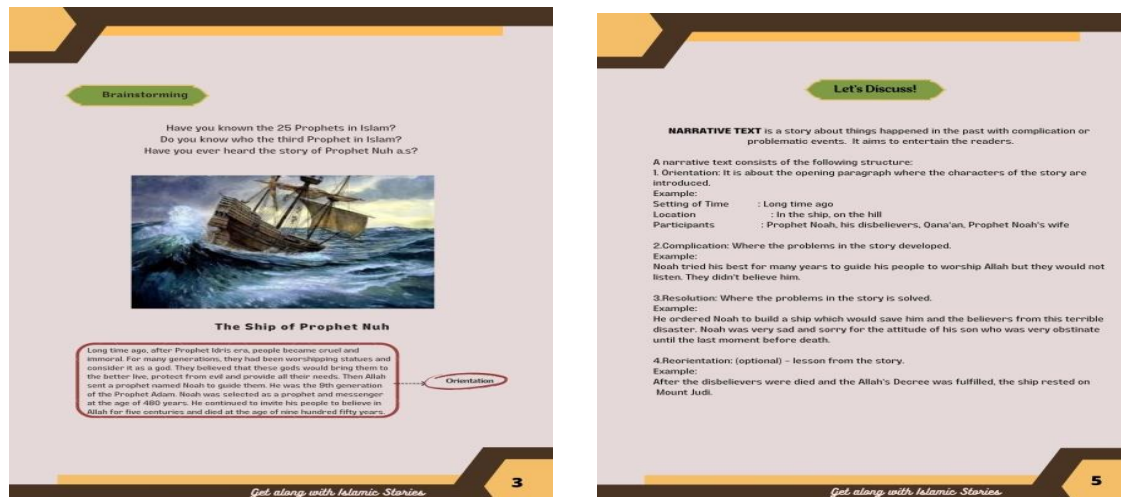 Brainstorming
Have you known the 25 Prophets in Islam?
Do you know who the third Prophet in Islam?
Have you ever heard the story of Prophet Nuh a.s?
The Ship of Prophet Nuh
Long time ago, after Prophet Idris era, people became cruel and
immoral. For many generations, they had been worshipping statues and
consider it as a god. They believed that these gods would bring them to
the better live, protect from evil and provide all their needs. Then Allah
sent a prophet named Noah to guide them. He was the 9th generation
of the Prophet Adam. Noah was selected as a prophet and messenger
at the age of 480 years. He continued to invite his people to believe in
Allah for five centuries and died at the age of nine hundred fifty years.
Orientation
Get along with Islamic Stories
3
Let's Discuss!
NARRATIVE TEXT is a story about things happened in the past with complication or
problematic events. It aims to entertain the readers.
A narrative text consists of the following structure:
1. Orientation: It is about the opening paragraph where the characters of the story are
introduced.
Example:
Setting of Time : Long time ago
Location : In the ship, on the hill
Participants : Prophet Noah, his disbelievers, Qana'an, Prophet Noah's wife
2.Complication: Where the problems in the story developed.
Example:
Noah tried his best for many years to guide his people to worship Allah but they would not
listen. They didn't believe him.
3.Resolution: Where the problems in the story is solved.
Example:
He ordered Noah to build a ship which would save him and the believers from this terrible
disaster. Noah was very sad and sorry for the attitude of his son who was very obstinate
until the last moment before death.
4.Reorientation: (optional) – lesson from the story.
Example:
After the disbelievers were died and the Allah's Decree was fulfilled, the ship rested on
Mount Judi.
Get along with Islamic Stories
5